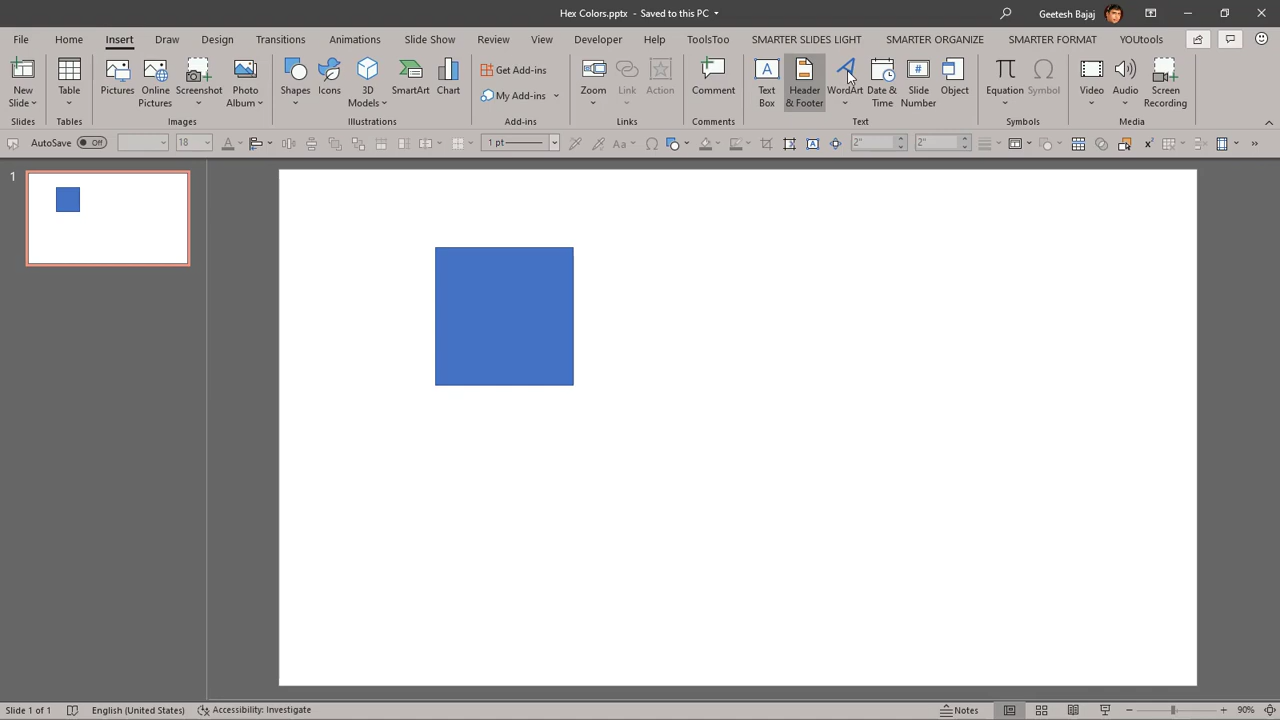 Hex Colors.pptx - Saved to this PC
Geetesh Bajaj
File Home Insert Draw Design Transitions Animations Slide Show Review View Developer Help ToolsToo SMARTER SLIDES LIGHT SMARTER ORGANIZE SMARTER FORMAT YOUtools
New Slide
Table
Pictures
Online Pictures
Screenshot
Photo Album
Shapes
Icons
3D Models
SmartArt
Chart
Get Add-ins
My Add-ins
Zoom
Link
Action
Comment
Text Box
Header & Footer
WordArt
Date & Time
Slide Number
Object
Equation
Symbol
Video
Audio
Screen Recording
Slides Tables Images Illustrations Add-ins Links Comments Text Symbols Media
AutoSave Off 18 A 1 pt Aa 2" 2"
1
Slide 1 of 1 English (United States) Accessibility: Investigate Notes 90%